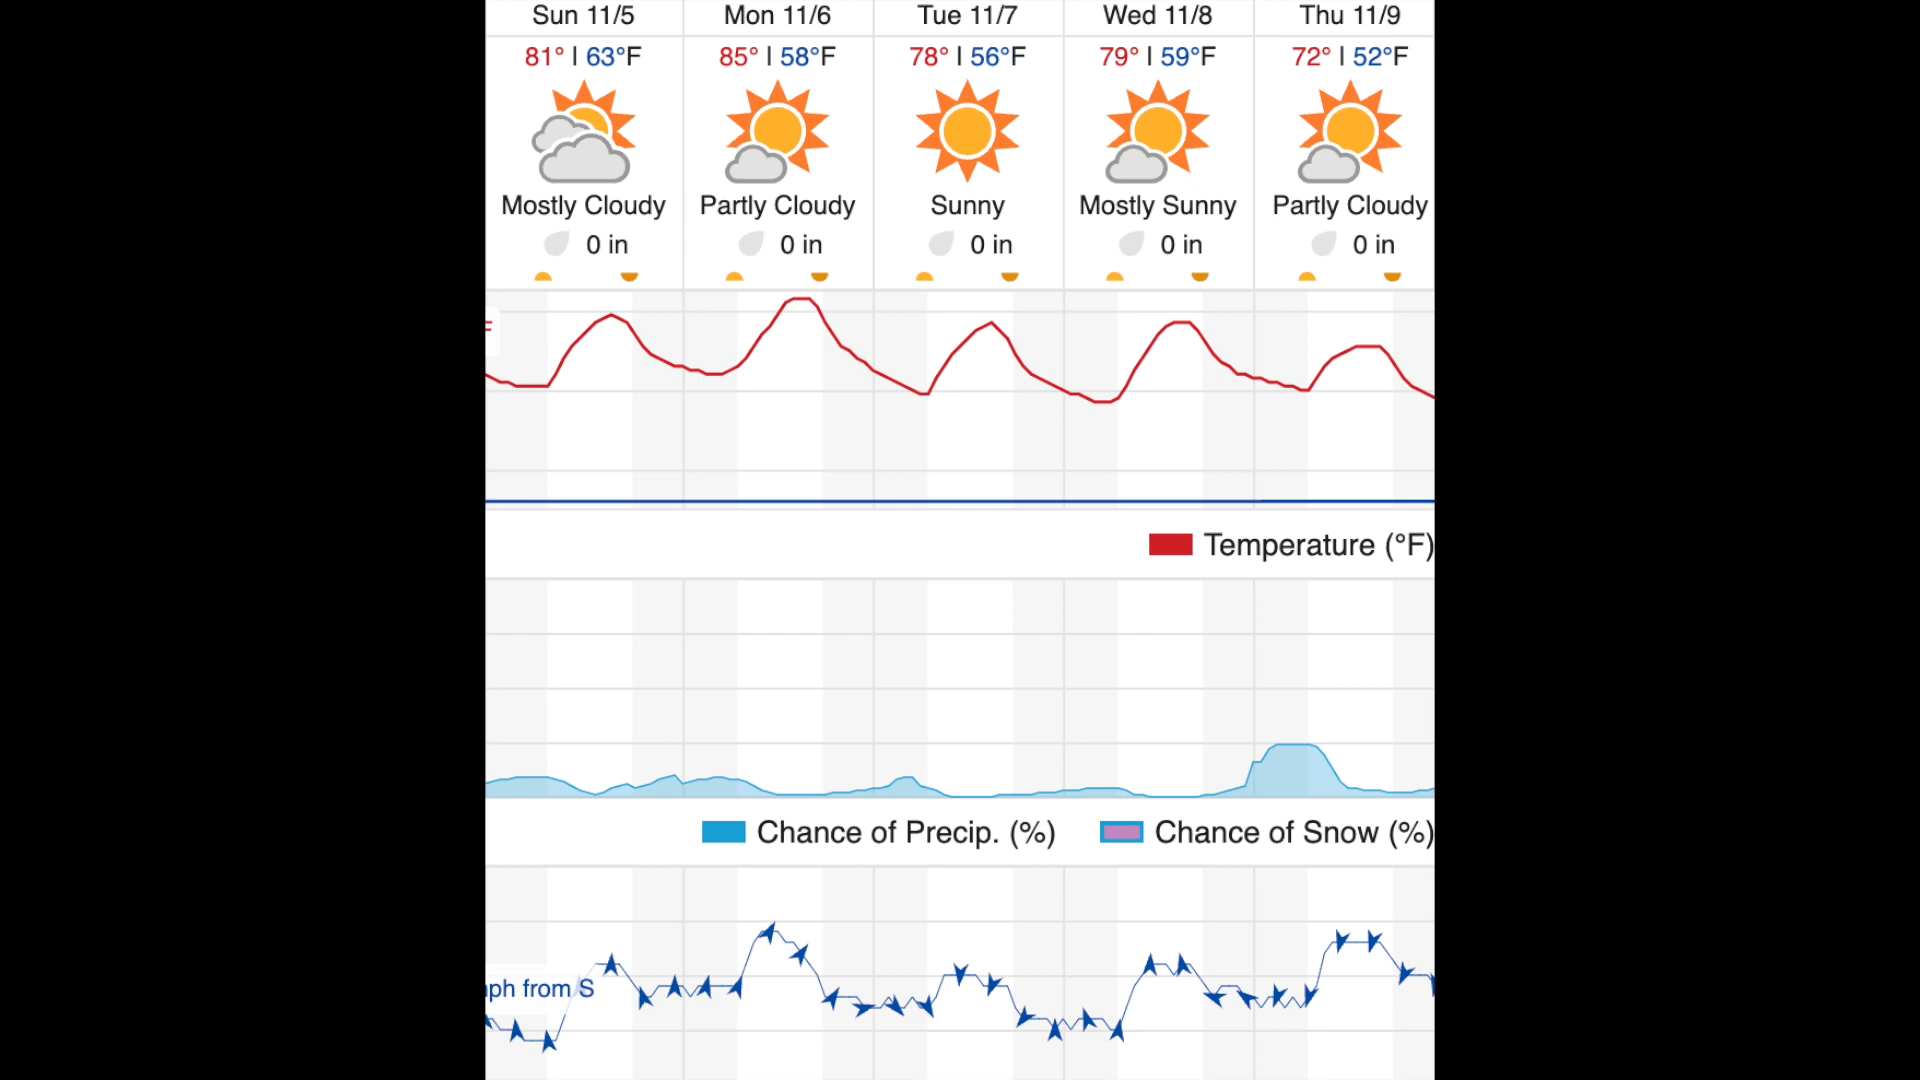 Sun 11/5 Mon 11/6 Tue 11/7 Wed 11/8 Thu 11/9
81° | 63°F 85° | 58°F 78° | 56°F 79° | 59°F 72° | 52°F
Mostly Cloudy Partly Cloudy Sunny Mostly Sunny Partly Cloudy
0 in 0 in 0 in 0 in 0 in
F
Temperature (°F)
Chance of Precip. (%) Chance of Snow (%)
ph from S